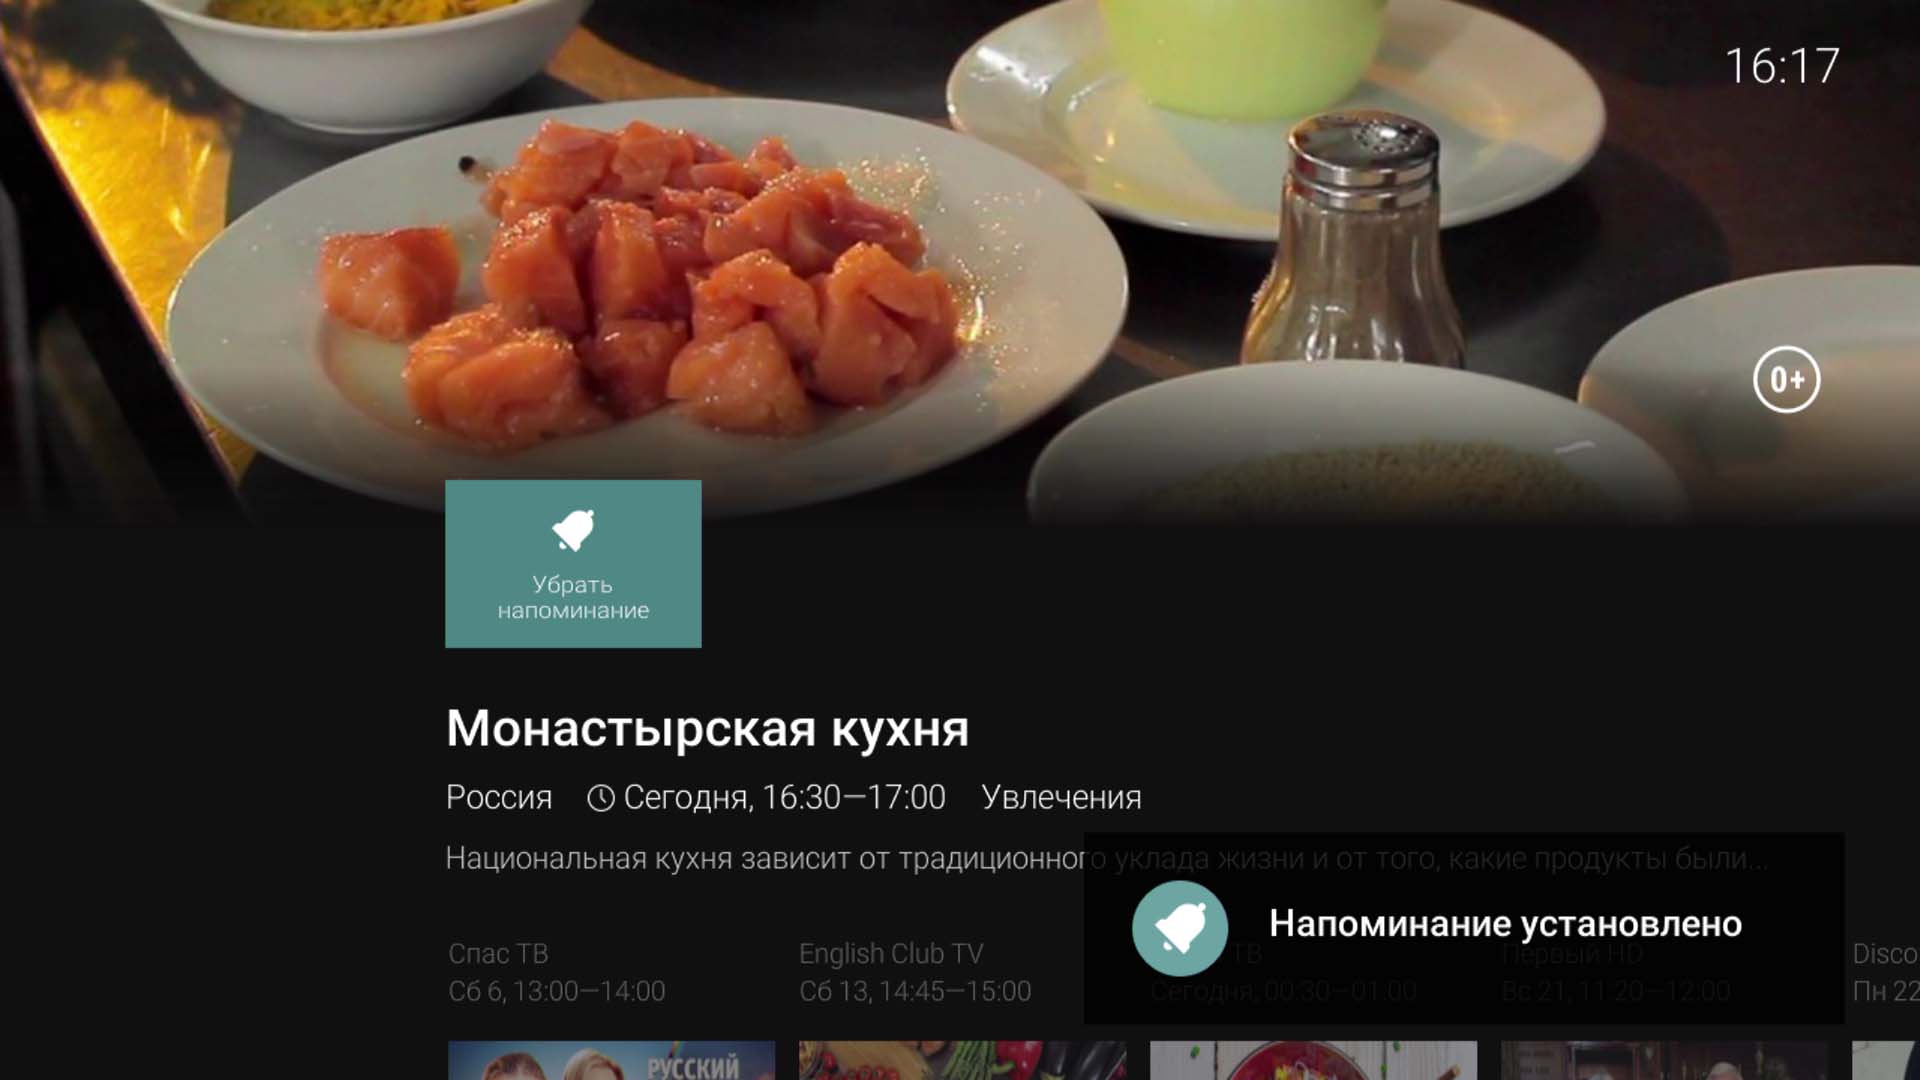 16:17
0+
Убрать
напоминание
Монастырская кухня
Россия Сегодня, 16:30—17:00 Увлечения
Национальная кухня зависит от традиционного уклада жизни и от того, какие продукты были...
Напоминание установлено
Спас ТВ English Club TV ТВ Первый HD Disco
Сб 6, 13:00—14:00 Сб 13, 14:45—15:00 Сегодня, 00:30—01:00 Вс 21, 11:20—12:00 Пн 22
РУССКИЙ